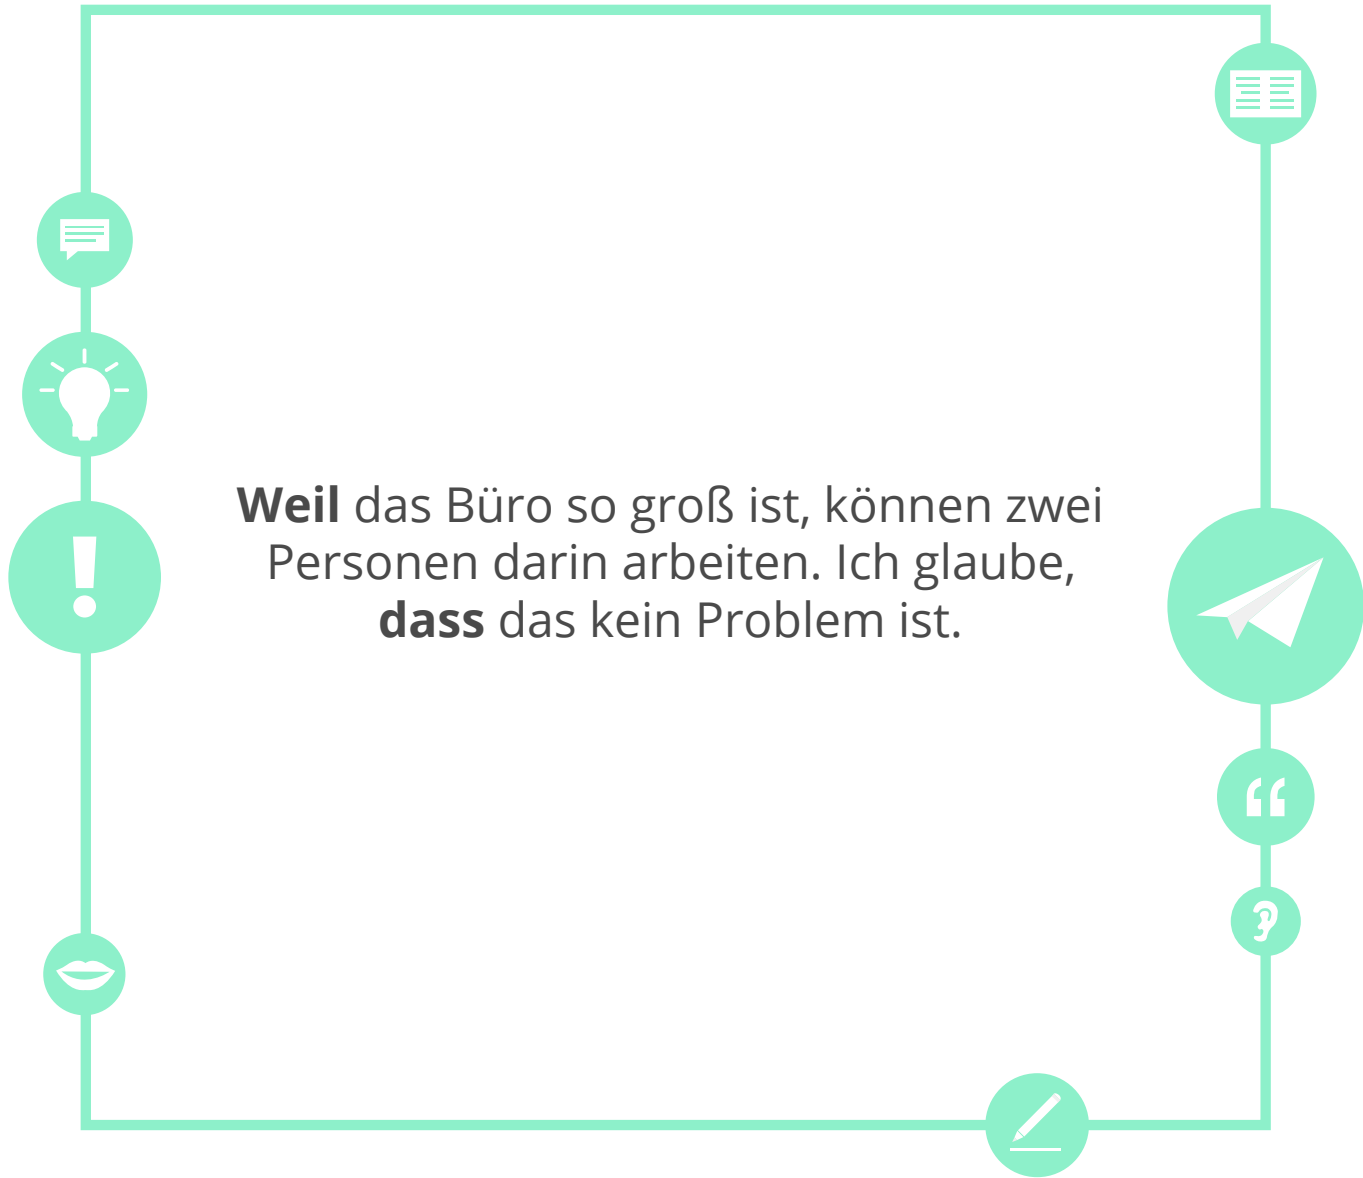 Weil das Büro so groß ist, können zwei
Personen darin arbeiten. Ich glaube,
dass das kein Problem ist.